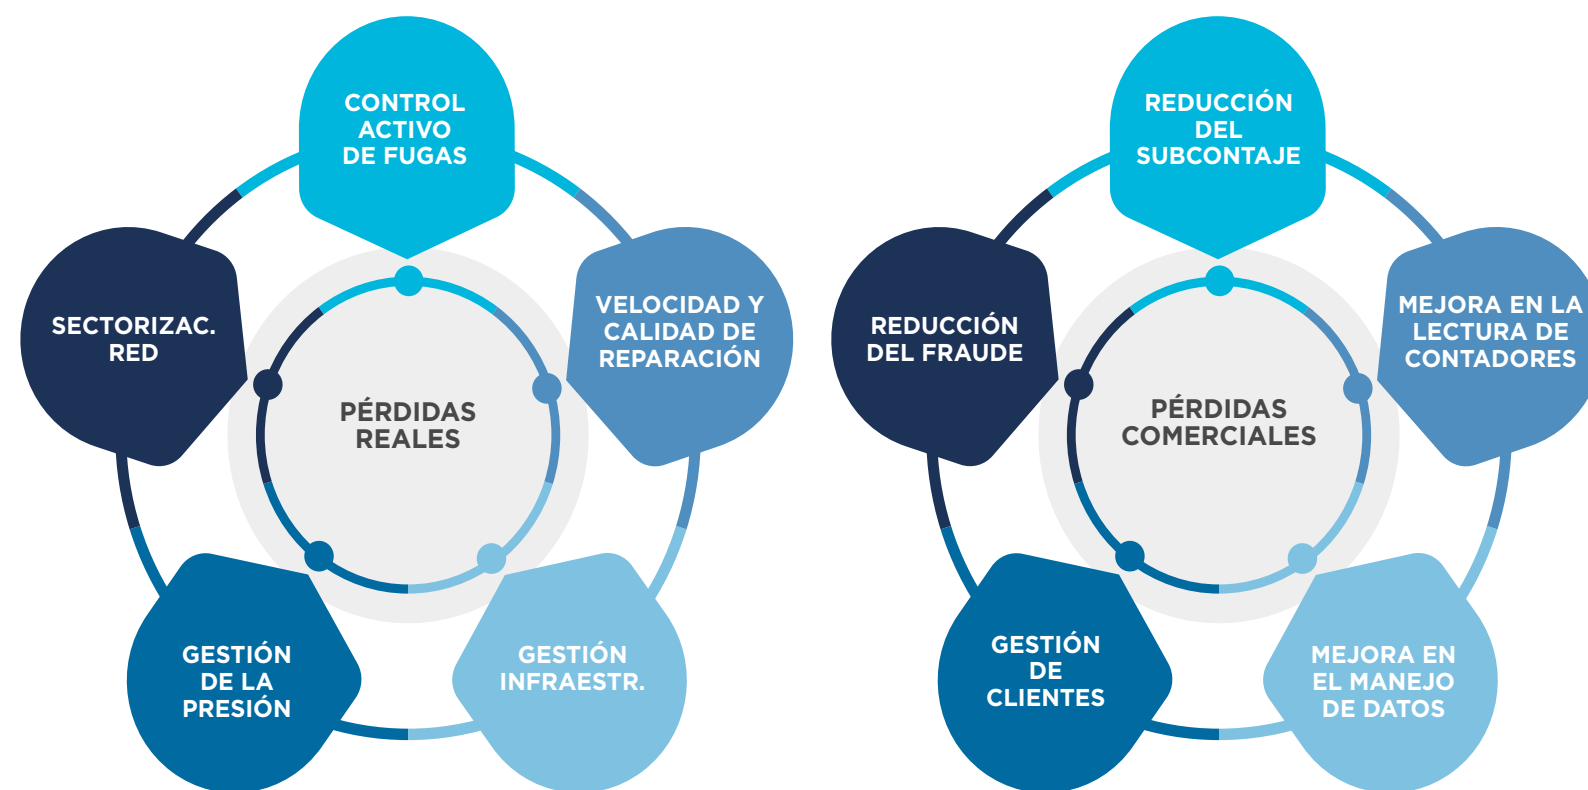 CONTROL
ACTIVO
DE FUGAS
VELOCIDAD Y
CALIDAD DE
REPARACIÓN
GESTIÓN
INFRAESTR.
GESTIÓN
DE LA
PRESIÓN
SECTORIZAC.
RED
PÉRDIDAS
REALES
REDUCCIÓN
DEL
SUBCONTAJE
MEJORA EN LA
LECTURA DE
CONTADORES
MEJORA EN
EL MANEJO
DE DATOS
GESTIÓN
DE
CLIENTES
REDUCCIÓN
DEL FRAUDE
PÉRDIDAS
COMERCIALES